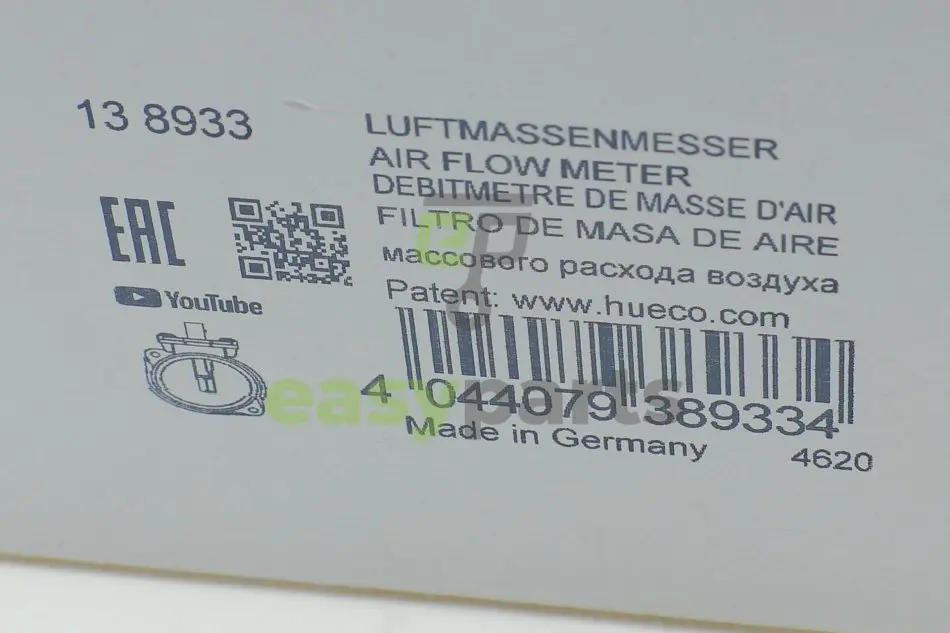 13 8933
LUFTMASSENMESSER
AIR FLOW METER
DEBITMETRE DE MASSE D'AIR
FILTRO DE MASA DE AIRE
массового расхода воздуха
Patent: www.hueco.com
EAC
YouTube
4 044079 389334
Made in Germany
4620
eP
easyparts